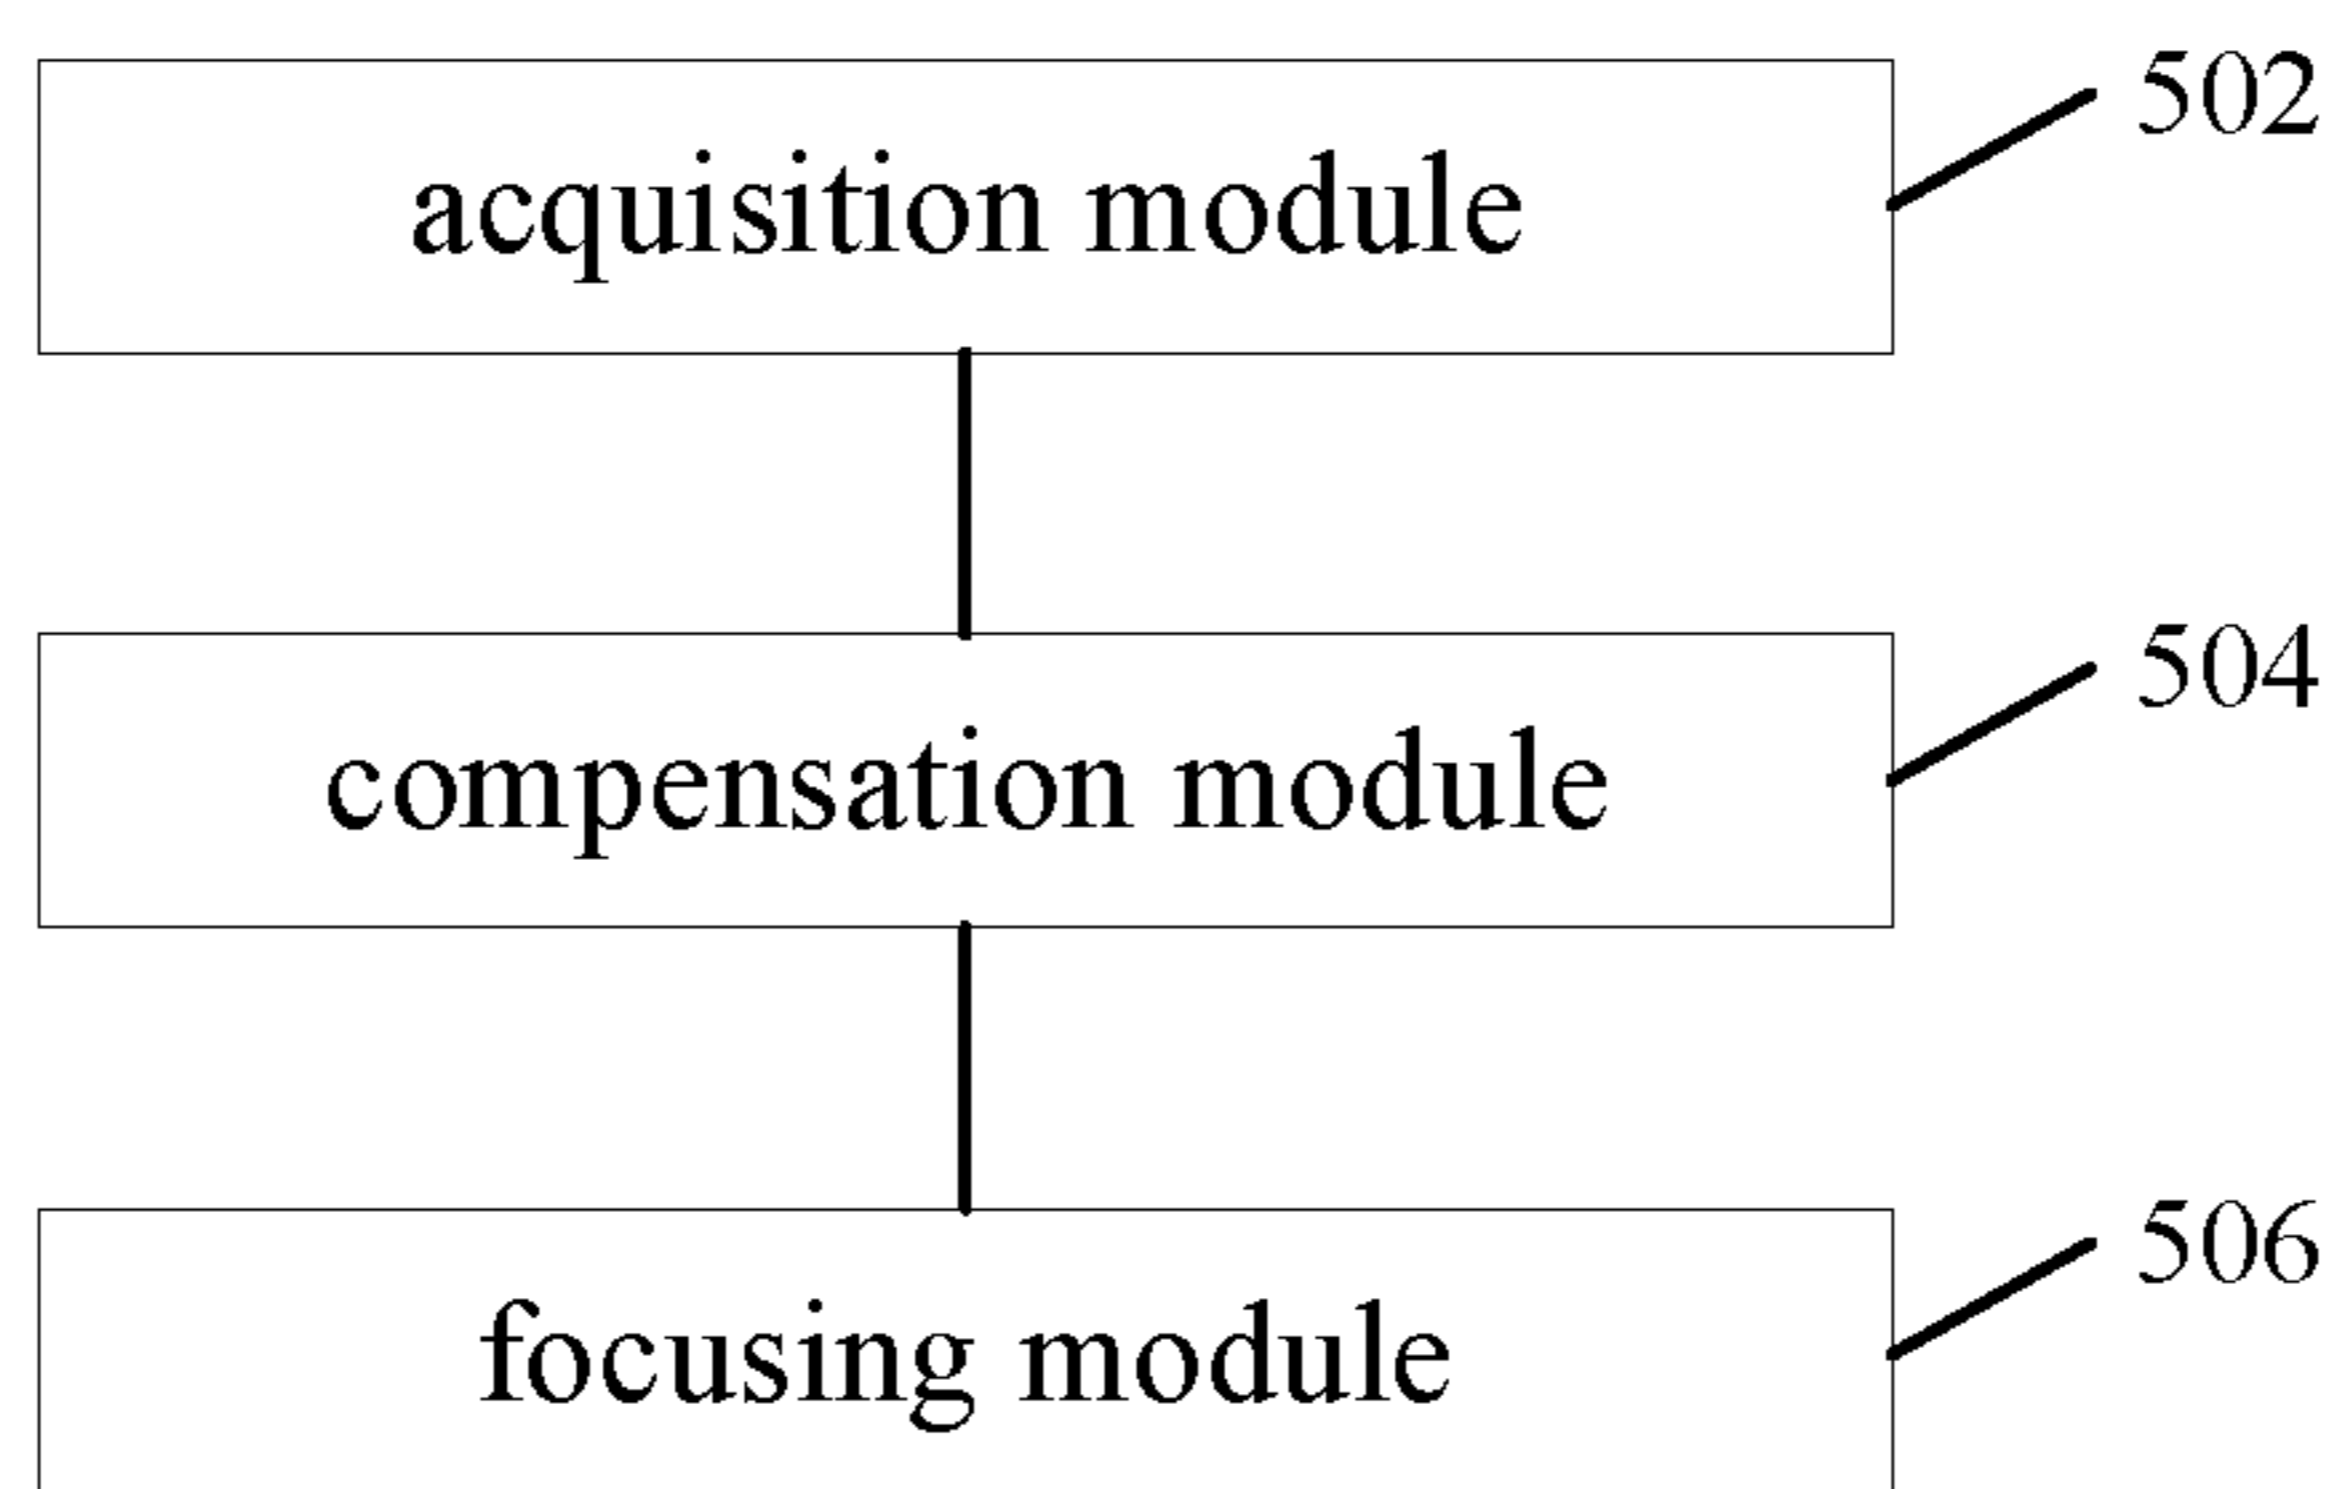 502
acquisition module
504
compensation module
506
focusing module